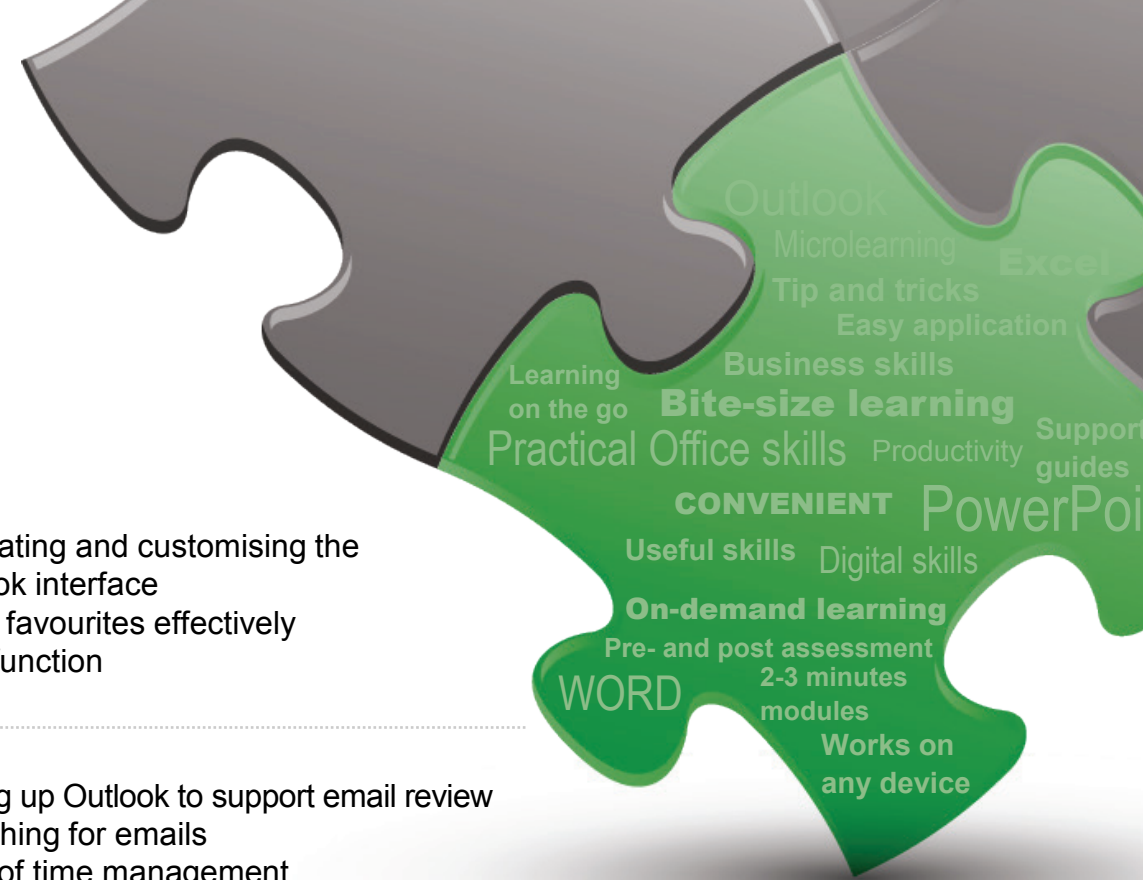 Outlook
Microlearning
Excel
Tip and tricks
Easy application
Business skills
Learning
on the go
Bite-size learning
Practical Office skills
Productivity
Support
guides
CONVENIENT
PowerPoi
Useful skills
Digital skills
On-demand learning
Pre- and post assessment
WORD
2-3 minutes
modules
Works on
any device
ating and customising the
ok interface
favourites effectively
unction
g up Outlook to support email review
hing for emails
of time management